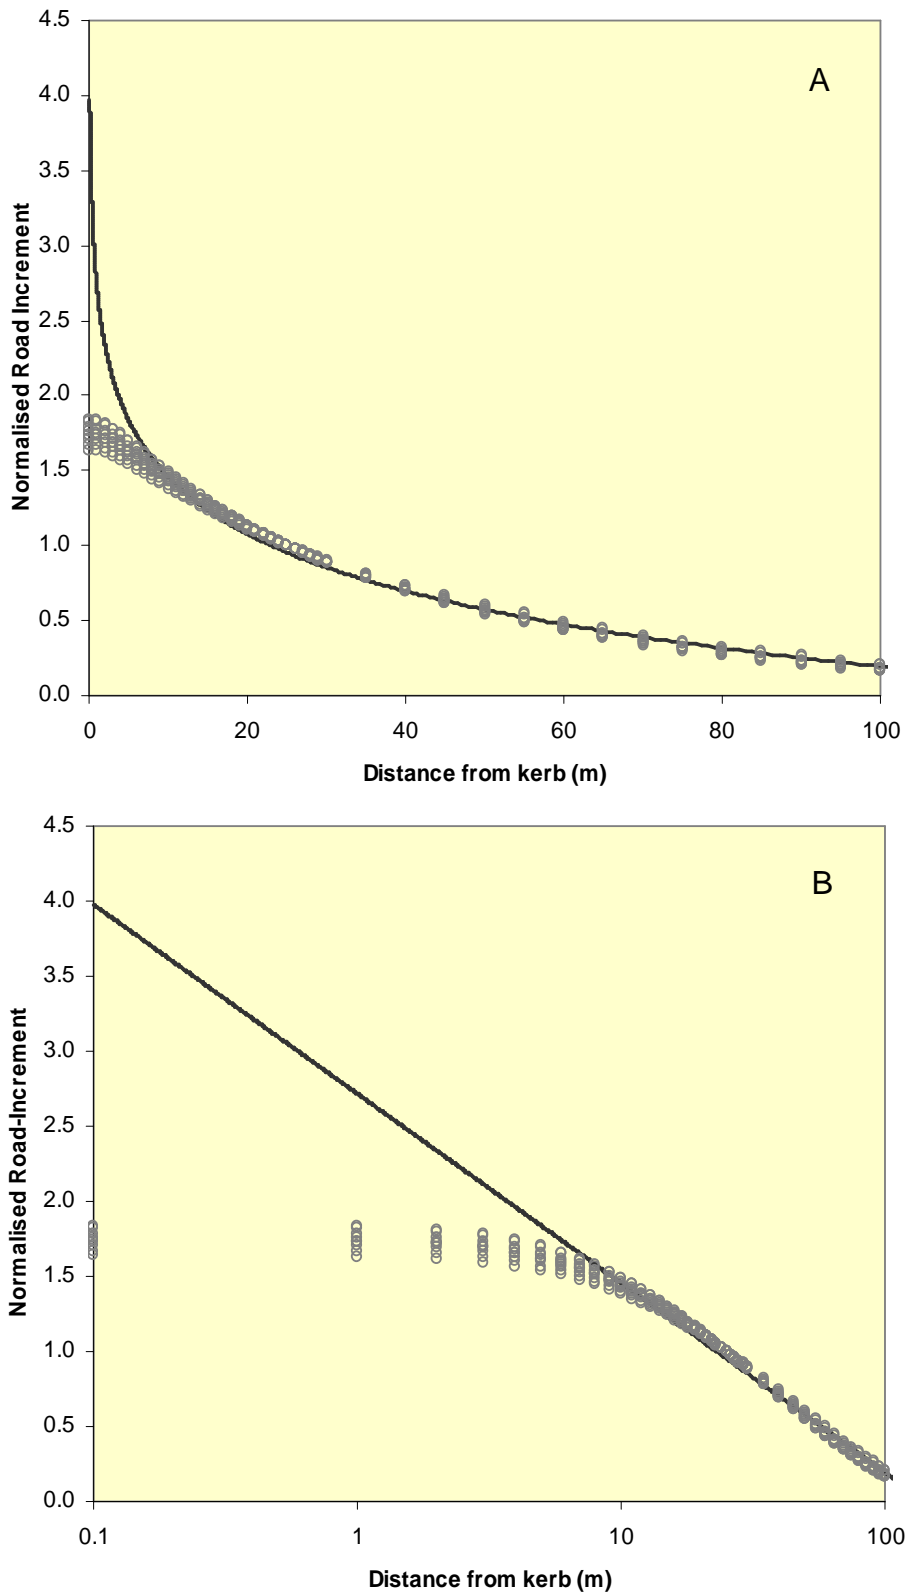 4.5
4.0
3.5
3.0
2.5
2.0
1.5
1.0
0.5
0.0
Normalised Road Increment
A
0 20 40 60 80 100
Distance from kerb (m)
4.5
4.0
3.5
3.0
2.5
2.0
1.5
1.0
0.5
0.0
Normalised Road-Increment
B
0.1 1 10 100
Distance from kerb (m)